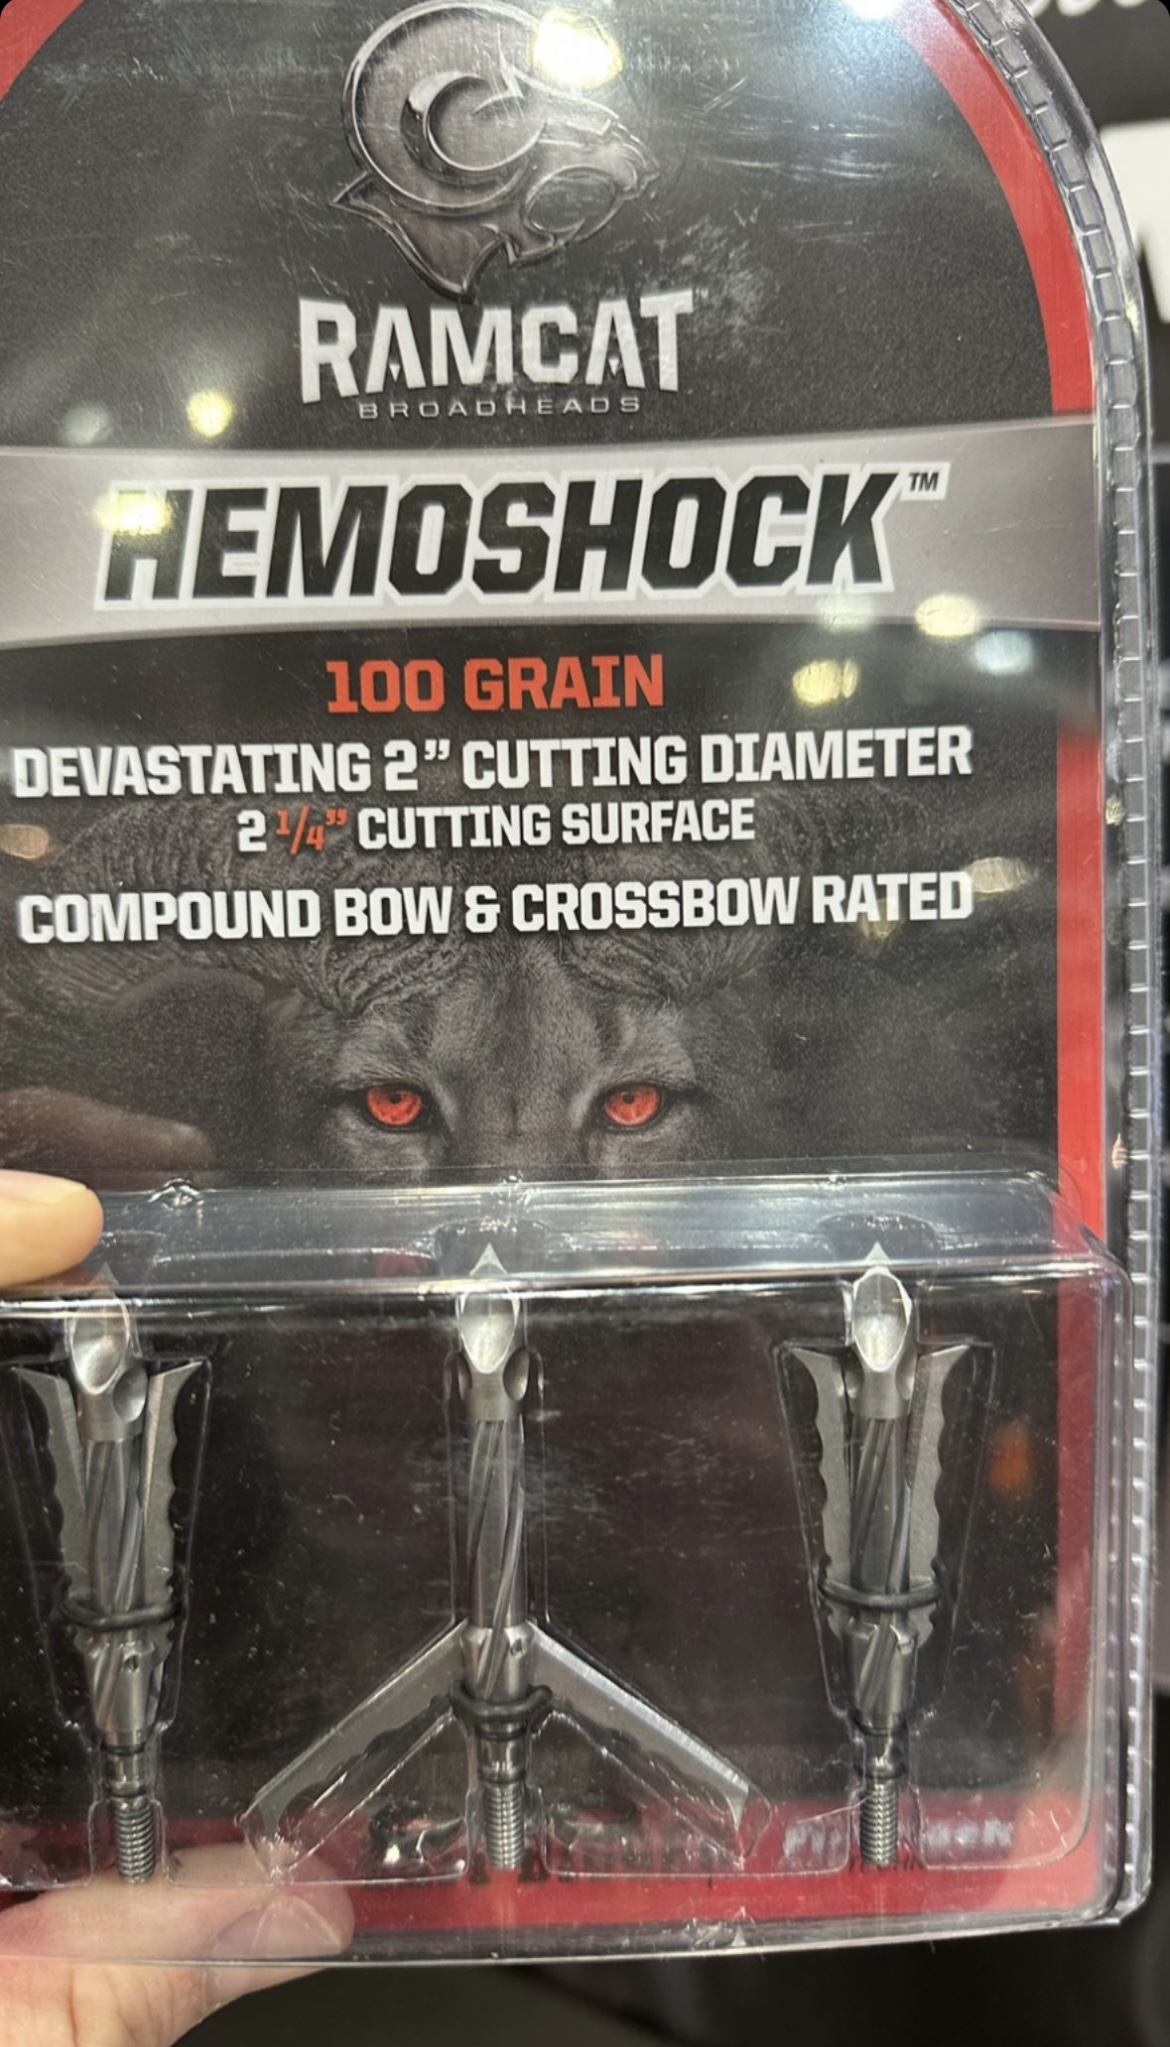 RAMCAT
BROADHEADS
HEMOSHOCK™
100 GRAIN
DEVASTATING 2” CUTTING DIAMETER
2 1/4” CUTTING SURFACE
COMPOUND BOW & CROSSBOW RATED